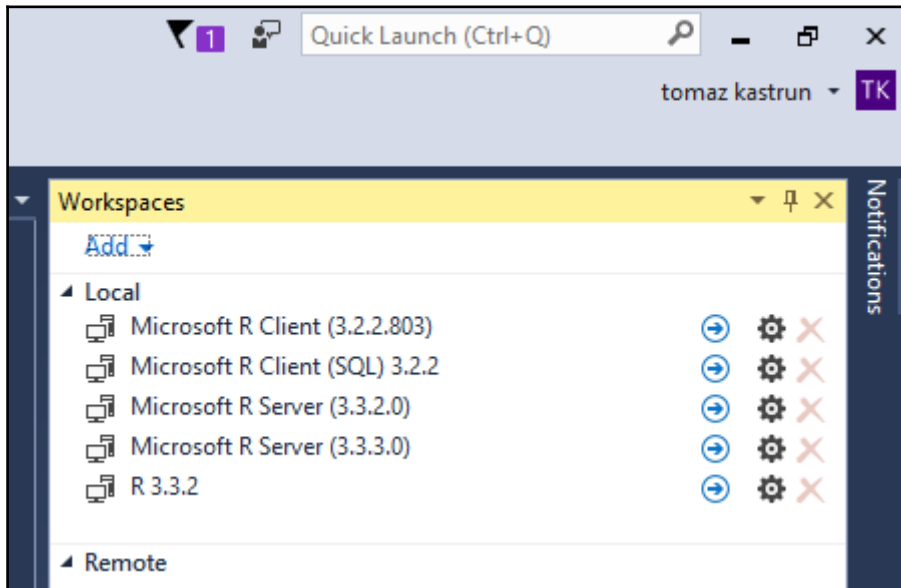 1
Quick Launch (Ctrl+Q)
tomaz kastrun
TK
Workspaces
Notifications
Add
Local
Microsoft R Client (3.2.2.803)
Microsoft R Client (SQL) 3.2.2
Microsoft R Server (3.3.2.0)
Microsoft R Server (3.3.3.0)
R 3.3.2
Remote